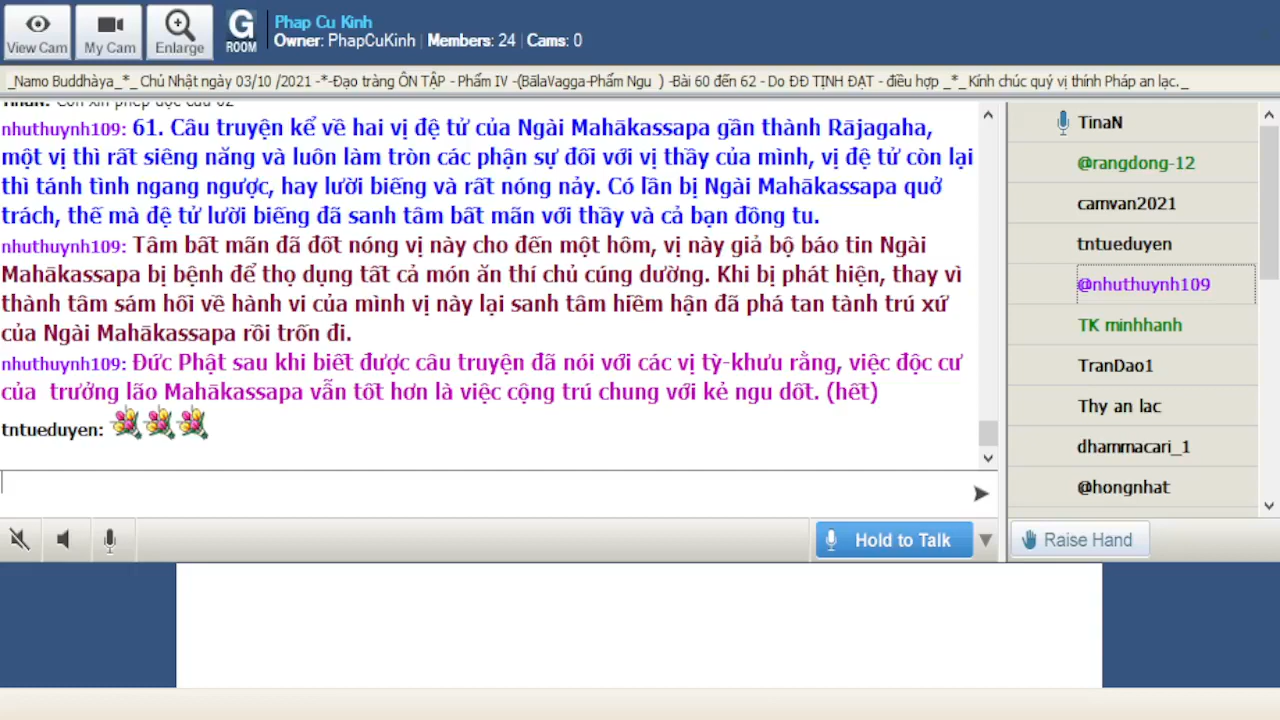 Phap Cu Kinh
Owner: PhapCuKinh | Members: 24 | Cams: 0
View Cam
My Cam
Enlarge
G
ROOM
_Namo Buddhàya_*_ Chủ Nhật ngày 03/10 /2021 -*-Đạo tràng ÔN TẬP - Phẩm IV -(BālaVagga-Phẩm Ngu ) -Bài 60 đến 62 - Do ĐĐ TỊNH ĐẠT - điều hợp _*_ Kính chúc quý vị thính Pháp an lạc._
nhuthuynh109: 61. Câu truyện kể về hai vị đệ tử của Ngài Mahākassapa gần thành Rājagaha,
một vị thì rất siêng năng và luôn làm tròn các phận sự đối với vị thầy của mình, vị đệ tử còn lại
thì tánh tình ngang ngược, hay lười biếng và rất nóng nảy. Có lần bị Ngài Mahākassapa quở
trách, thế mà đệ tử lười biếng đã sanh tâm bất mãn với thầy và cả bạn đồng tu.
nhuthuynh109: Tâm bất mãn đã đốt nóng vị này cho đến một hôm, vị này giả bộ báo tin Ngài
Mahākassapa bị bệnh để thọ dụng tất cả món ăn thí chủ cúng dường. Khi bị phát hiện, thay vì
thành tâm sám hối về hành vi của mình vị này lại sanh tâm hiềm hận đã phá tan tành trú xứ
của Ngài Mahākassapa rồi trốn đi.
nhuthuynh109: Đức Phật sau khi biết được câu truyện đã nói với các vị tỳ-khưu rằng, việc độc cư
của trưởng lão Mahākassapa vẫn tốt hơn là việc cộng trú chung với kẻ ngu dốt. (hết)
tntueduyen:
TinaN
@rangdong-12
camvan2021
tntueduyen
@nhuthuynh109
TK minhhanh
TranDao1
Thy an lac
dhammacari_1
@hongnhat
Hold to Talk
Raise Hand